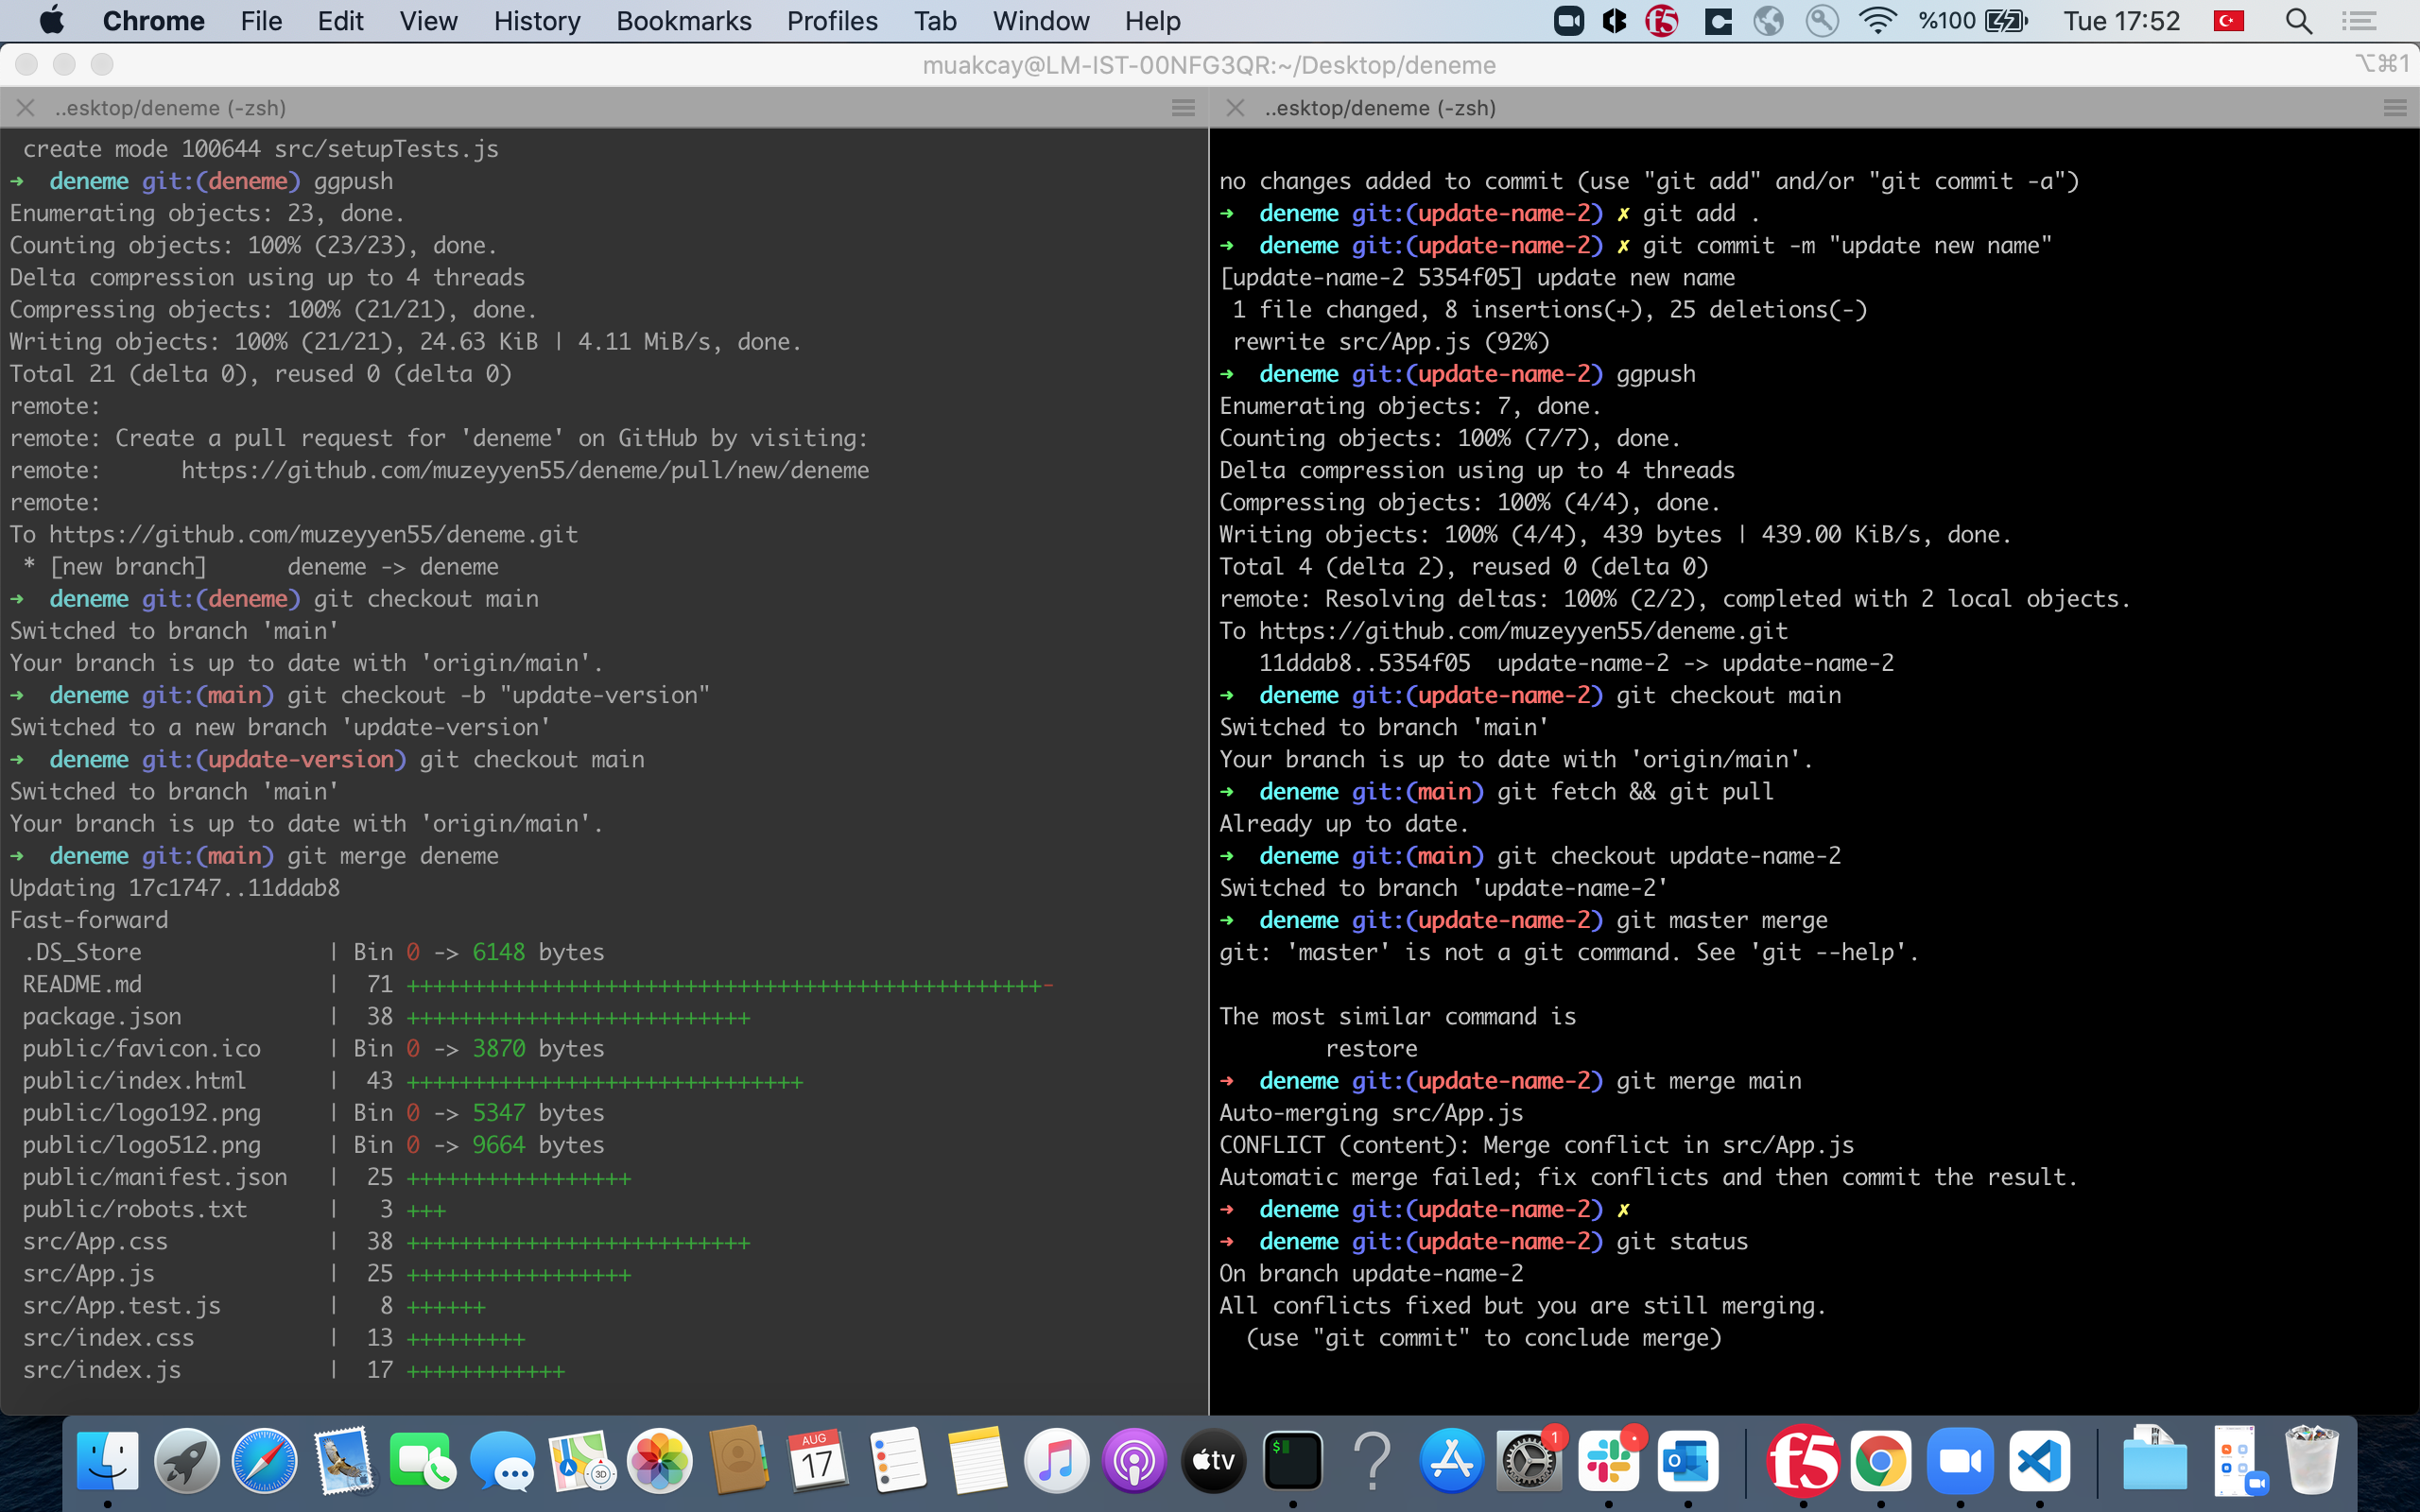 Chrome File Edit View History Bookmarks Profiles Tab Window Help f5 %100 Tue 17:52
muakcay@LM-IST-00NFG3QR:~/Desktop/deneme ⌥⌘1
..esktop/deneme (-zsh)
create mode 100644 src/setupTests.js
➜ deneme git:(deneme) ggpush
Enumerating objects: 23, done.
Counting objects: 100% (23/23), done.
Delta compression using up to 4 threads
Compressing objects: 100% (21/21), done.
Writing objects: 100% (21/21), 24.63 KiB | 4.11 MiB/s, done.
Total 21 (delta 0), reused 0 (delta 0)
remote:
remote: Create a pull request for 'deneme' on GitHub by visiting:
remote:      https://github.com/muzeyyen55/deneme/pull/new/deneme
remote:
To https://github.com/muzeyyen55/deneme.git
 * [new branch]      deneme -> deneme
➜ deneme git:(deneme) git checkout main
Switched to branch 'main'
Your branch is up to date with 'origin/main'.
➜ deneme git:(main) git checkout -b "update-version"
Switched to a new branch 'update-version'
➜ deneme git:(update-version) git checkout main
Switched to branch 'main'
Your branch is up to date with 'origin/main'.
➜ deneme git:(main) git merge deneme
Updating 17c1747..11ddab8
Fast-forward
 .DS_Store | Bin 0 -> 6148 bytes
 README.md | 71 +++++++++++++++++++++++++++++++++++++++++++++++++-
 package.json | 38 ++++++++++++++++++++++++++
 public/favicon.ico | Bin 0 -> 3870 bytes
 public/index.html | 43 ++++++++++++++++++++++++++++++
 public/logo192.png | Bin 0 -> 5347 bytes
 public/logo512.png | Bin 0 -> 9664 bytes
 public/manifest.json | 25 +++++++++++++++++
 public/robots.txt | 3 +++
 src/App.css | 38 ++++++++++++++++++++++++++
 src/App.js | 25 +++++++++++++++++
 src/App.test.js | 8 ++++++
 src/index.css | 13 +++++++++
 src/index.js | 17 ++++++++++++
..esktop/deneme (-zsh)
no changes added to commit (use "git add" and/or "git commit -a")
➜ deneme git:(update-name-2) ✗ git add .
➜ deneme git:(update-name-2) ✗ git commit -m "update new name"
[update-name-2 5354f05] update new name
 1 file changed, 8 insertions(+), 25 deletions(-)
 rewrite src/App.js (92%)
➜ deneme git:(update-name-2) ggpush
Enumerating objects: 7, done.
Counting objects: 100% (7/7), done.
Delta compression using up to 4 threads
Compressing objects: 100% (4/4), done.
Writing objects: 100% (4/4), 439 bytes | 439.00 KiB/s, done.
Total 4 (delta 2), reused 0 (delta 0)
remote: Resolving deltas: 100% (2/2), completed with 2 local objects.
To https://github.com/muzeyyen55/deneme.git
   11ddab8..5354f05  update-name-2 -> update-name-2
➜ deneme git:(update-name-2) git checkout main
Switched to branch 'main'
Your branch is up to date with 'origin/main'.
➜ deneme git:(main) git fetch && git pull
Already up to date.
➜ deneme git:(main) git checkout update-name-2
Switched to branch 'update-name-2'
➜ deneme git:(update-name-2) git master merge
git: 'master' is not a git command. See 'git --help'.
The most similar command is
        restore
➜ deneme git:(update-name-2) git merge main
Auto-merging src/App.js
CONFLICT (content): Merge conflict in src/App.js
Automatic merge failed; fix conflicts and then commit the result.
➜ deneme git:(update-name-2) ✗
➜ deneme git:(update-name-2) git status
On branch update-name-2
All conflicts fixed but you are still merging.
  (use "git commit" to conclude merge)
AUG
17
3D
tv
$
?
1
f5